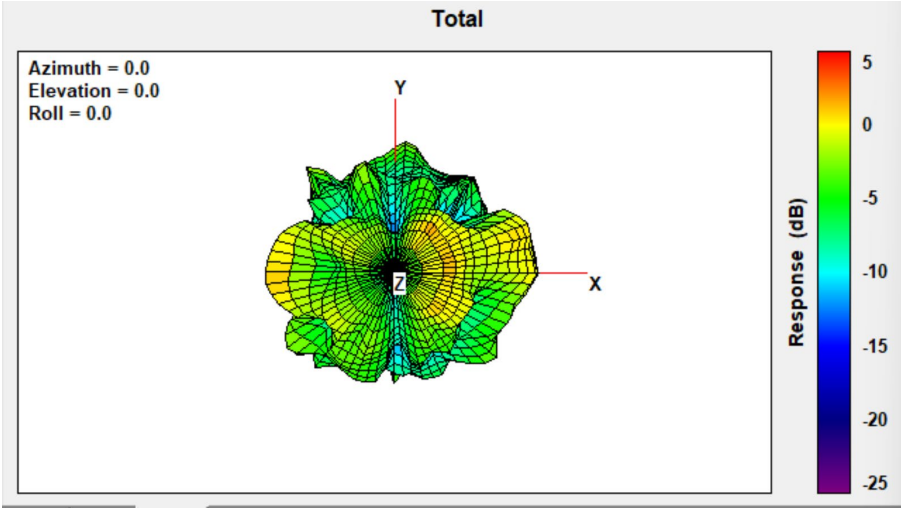 Total
Azimuth = 0.0
Elevation = 0.0
Roll = 0.0
Y
Z
X
5
0
-5
-10
-15
-20
-25
Response (dB)